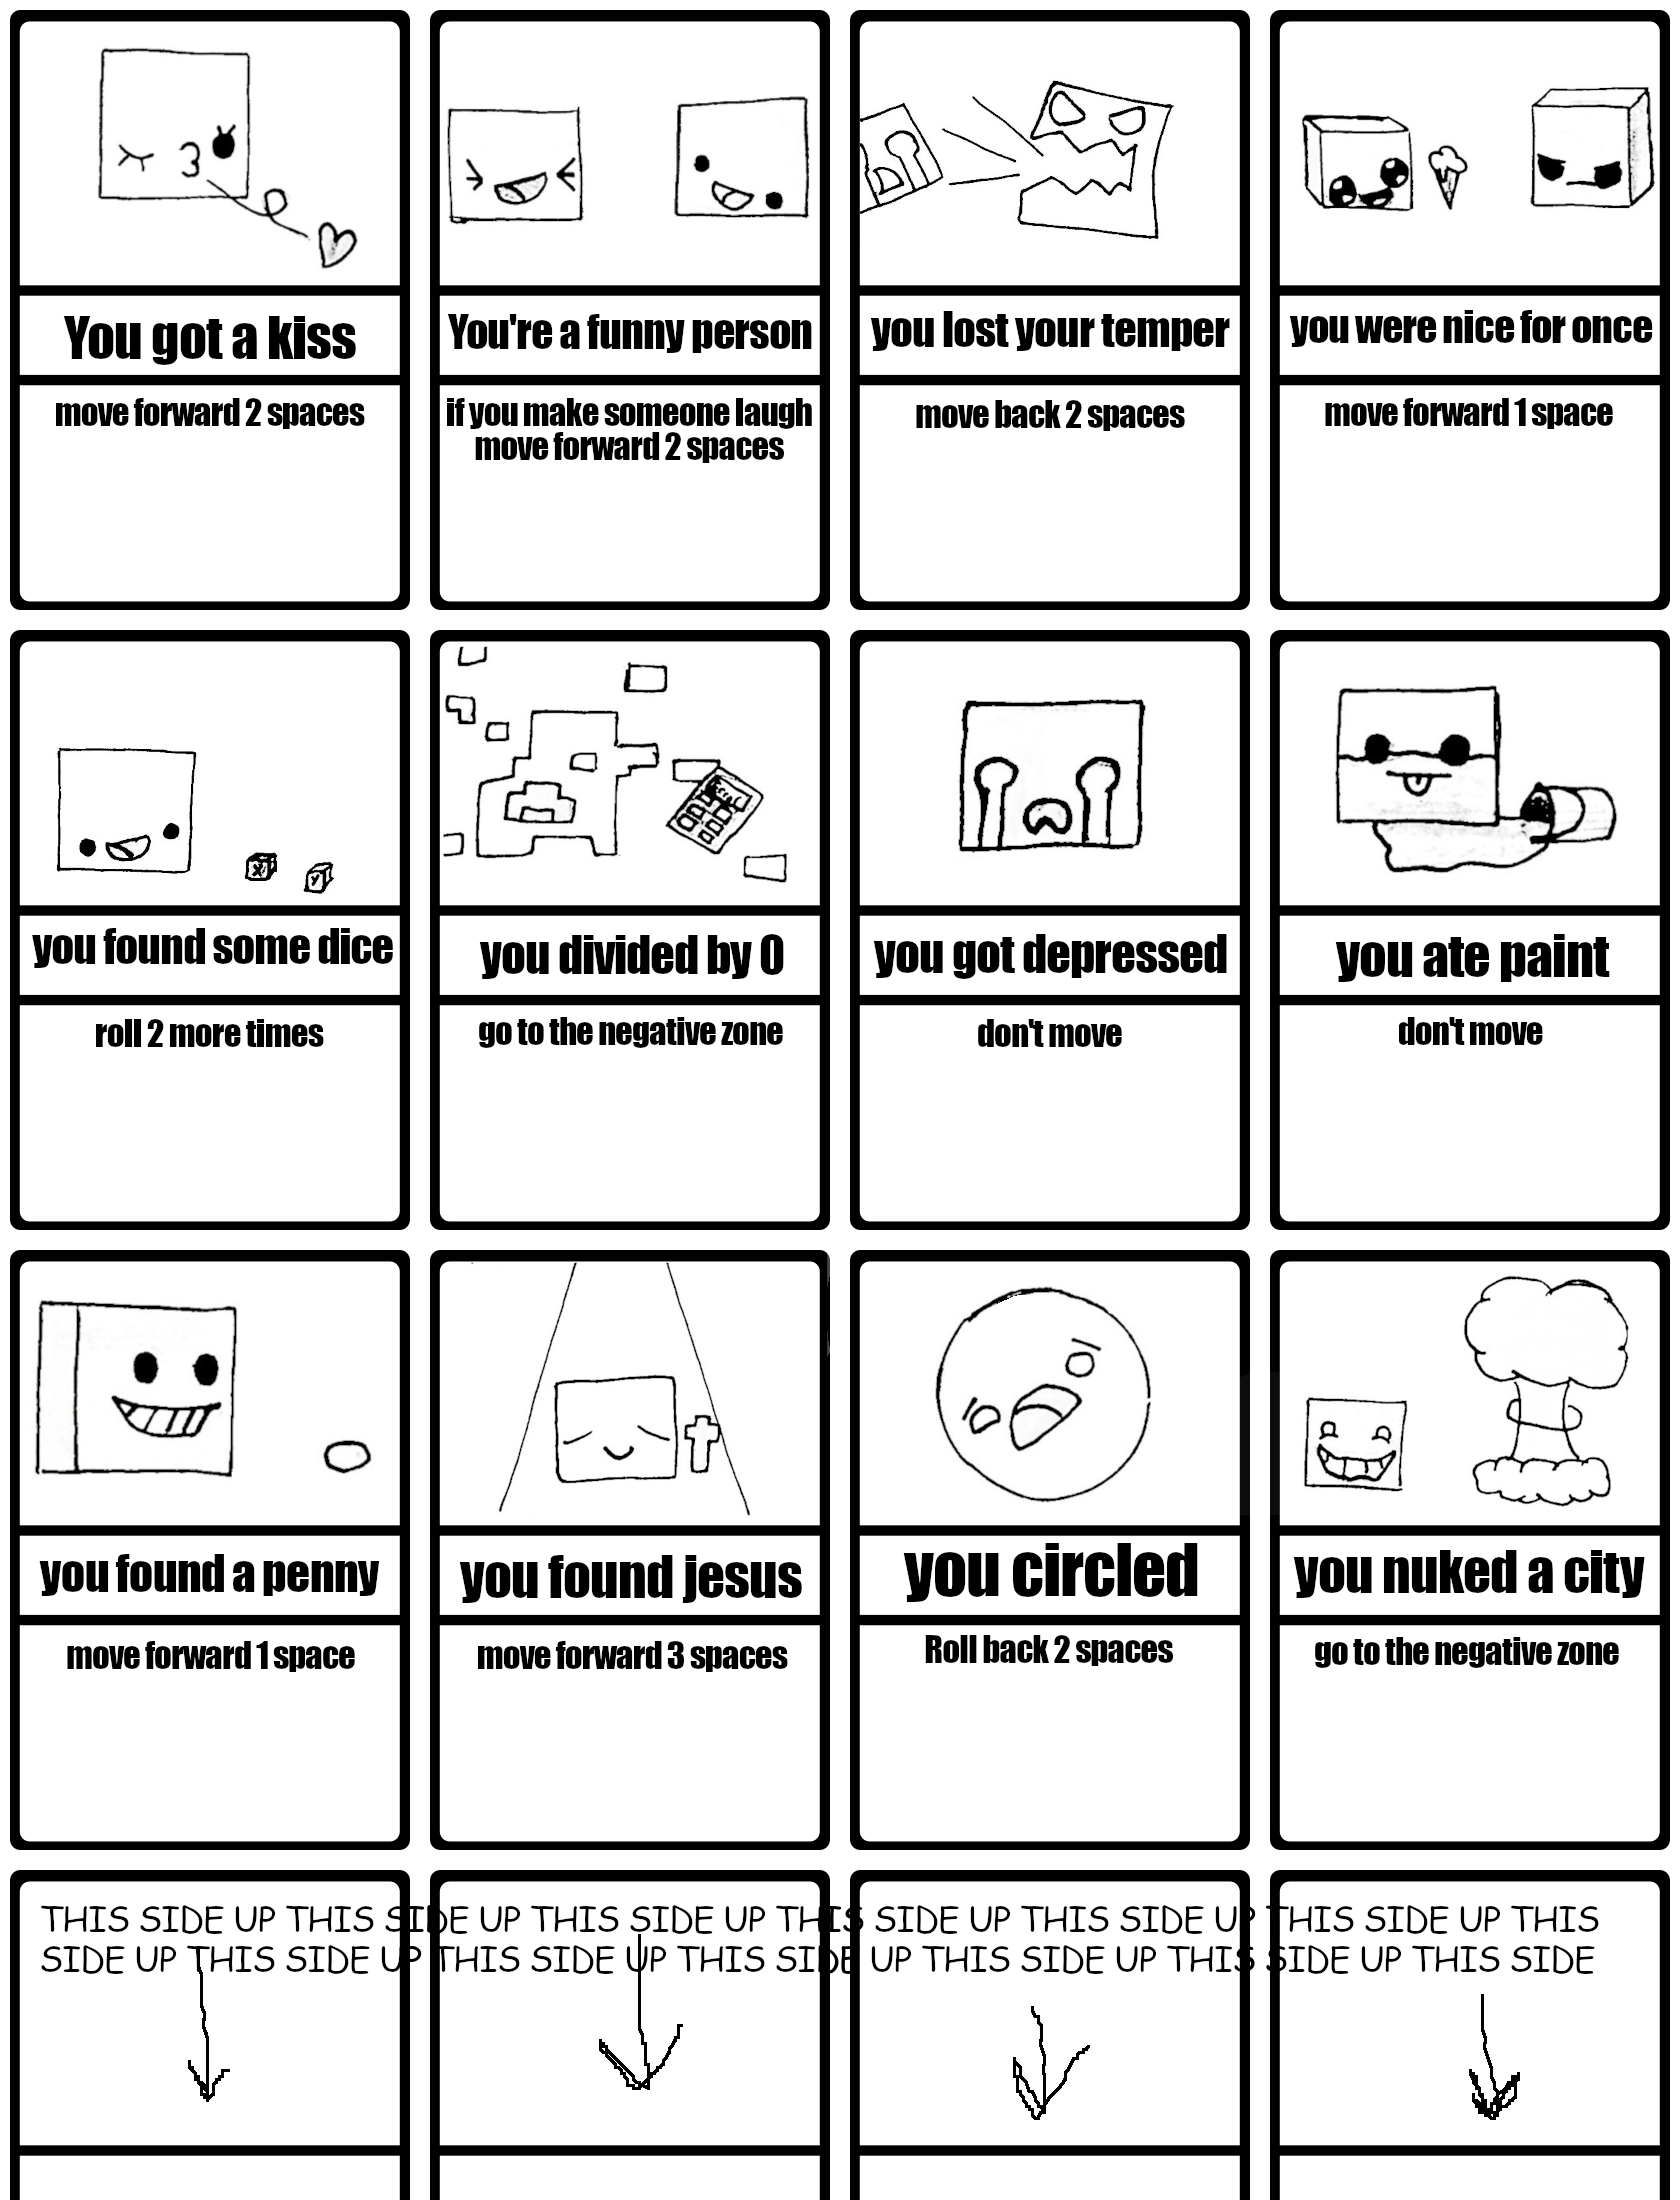 You got a kiss
move forward 2 spaces
You're a funny person
if you make someone laugh
move forward 2 spaces
you lost your temper
move back 2 spaces
you were nice for once
move forward 1 space
X
Y
you found some dice
roll 2 more times
you divided by 0
go to the negative zone
you got depressed
don't move
you ate paint
don't move
you found a penny
move forward 1 space
you found jesus
move forward 3 spaces
you circled
Roll back 2 spaces
you nuked a city
go to the negative zone
THIS SIDE UP THIS SIDE UP THIS SIDE UP THIS SIDE UP THIS SIDE UP THIS SIDE UP THIS
SIDE UP THIS SIDE UP THIS SIDE UP THIS SIDE UP THIS SIDE UP THIS SIDE UP THIS SIDE